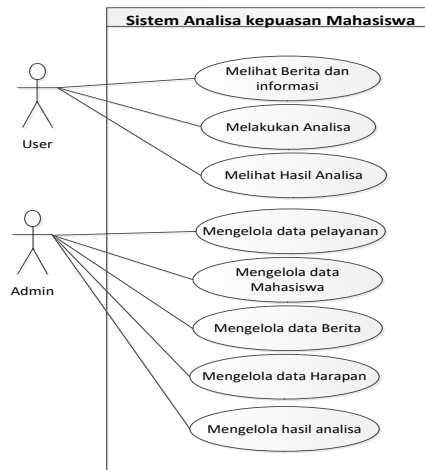 Sistem Analisa kepuasan Mahasiswa
Melihat Berita dan
informasi
Melakukan Analisa
User
Melihat Hasil Analisa
Mengelola data pelayanan
Mengelola data
Mahasiswa
Admin
Mengelola data Berita
Mengelola data Harapan
Mengelola hasil analisa